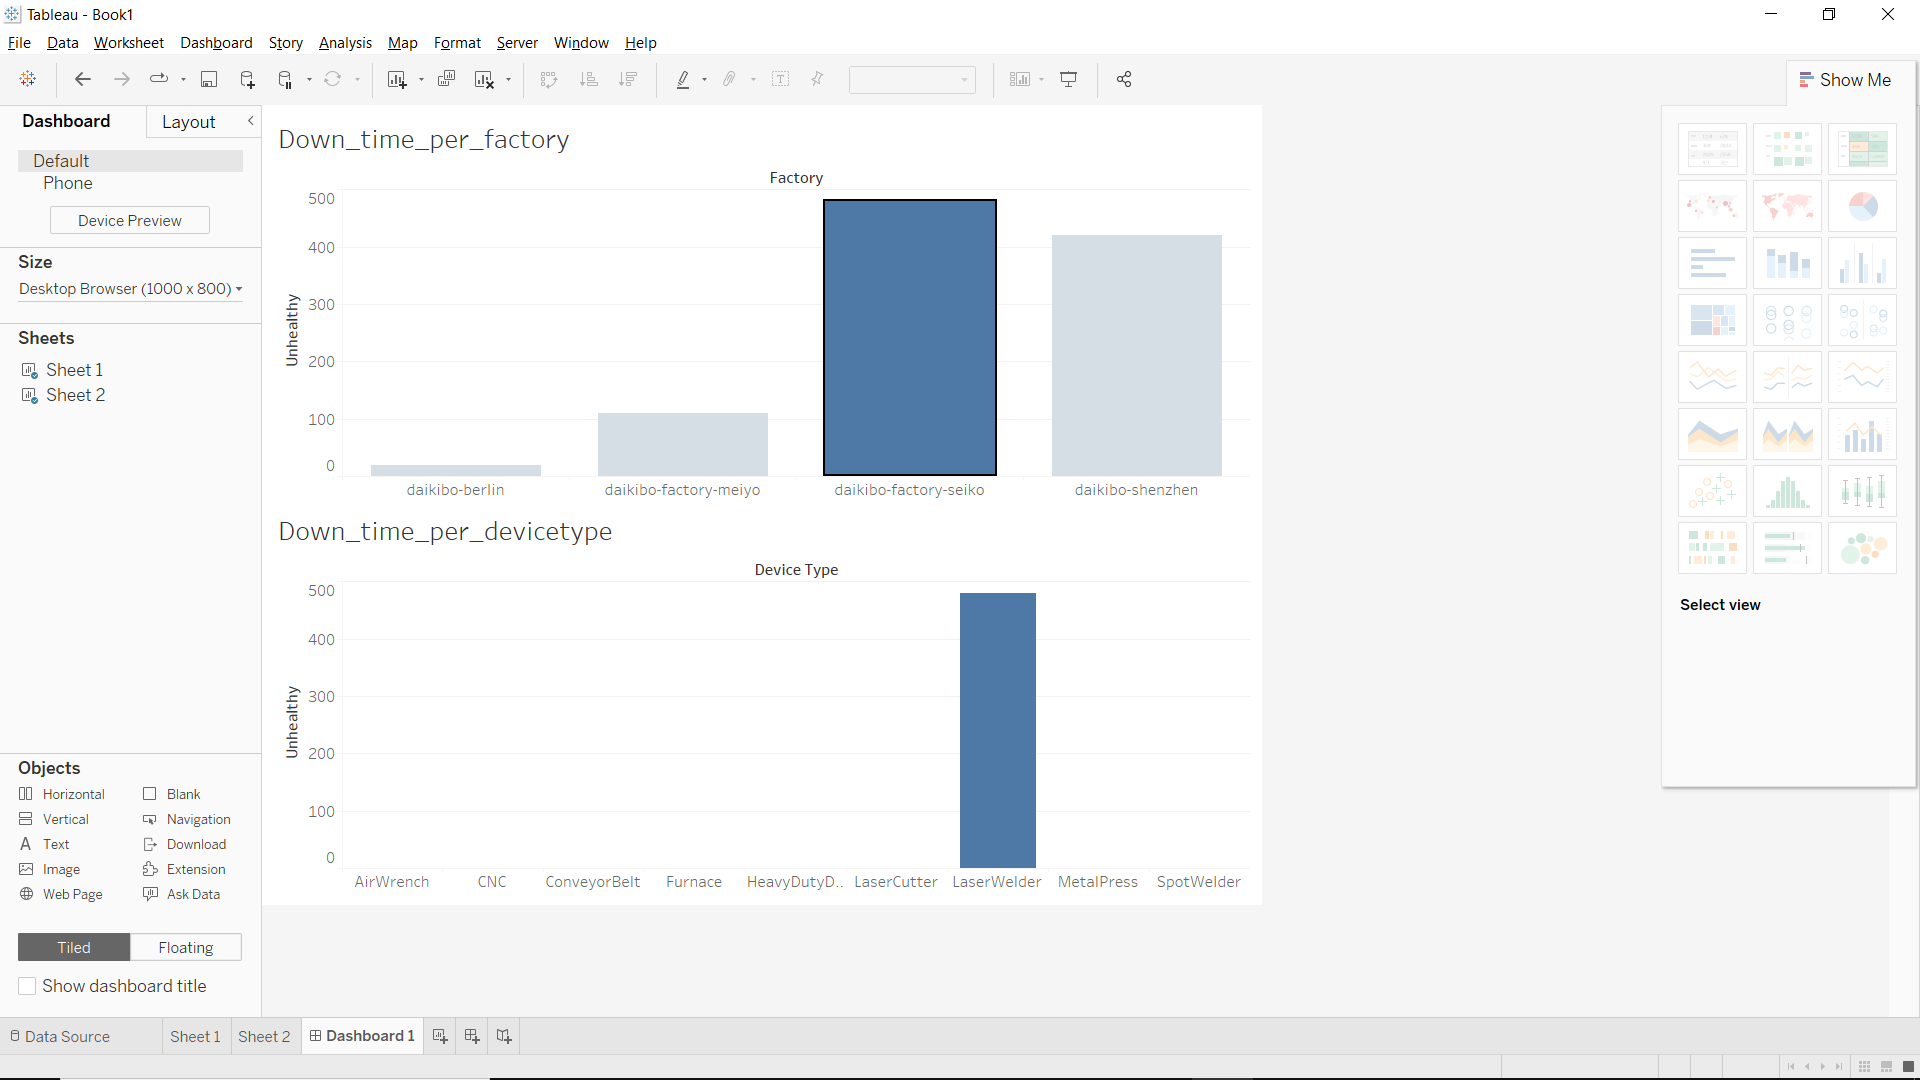 Tableau - Book1
File Data Worksheet Dashboard Story Analysis Map Format Server Window Help
Show Me
Dashboard Layout
Default
Phone
Device Preview
Size
Desktop Browser (1000 x 800)
Sheets
Sheet 1
Sheet 2
Down_time_per_factory
Factory
500
400
300
200
100
0
Unhealthy
daikibo-berlin daikibo-factory-meiyo daikibo-factory-seiko daikibo-shenzhen
Down_time_per_devicetype
Device Type
500
400
300
200
100
0
Unhealthy
AirWrench CNC ConveyorBelt Furnace HeavyDutyD.. LaserCutter LaserWelder MetalPress SpotWelder
Select view
Objects
Horizontal Blank
Vertical Navigation
Text Download
Image Extension
Web Page Ask Data
Tiled Floating
Show dashboard title
Data Source Sheet 1 Sheet 2 Dashboard 1